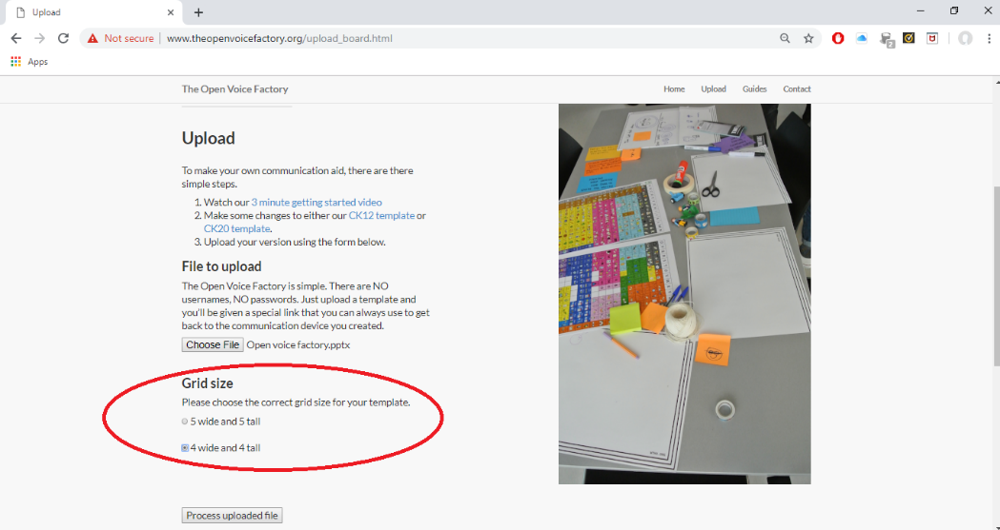 Upload
Not secure | www.theopenvoicefactory.org/upload_board.html
2
Apps
The Open Voice Factory
Home Upload Guides Contact
Upload
To make your own communication aid, there are there
simple steps.
1. Watch our 3 minute getting started video
2. Make some changes to either our CK12 template or
CK20 template.
3. Upload your version using the form below.
File to upload
The Open Voice Factory is simple. There are NO
usernames, NO passwords. Just upload a template and
you'll be given a special link that you can always use to get
back to the communication device you created.
Choose File Open voice factory.pptx
Grid size
Please choose the correct grid size for your template.
5 wide and 5 tall
4 wide and 4 tall
Process uploaded file